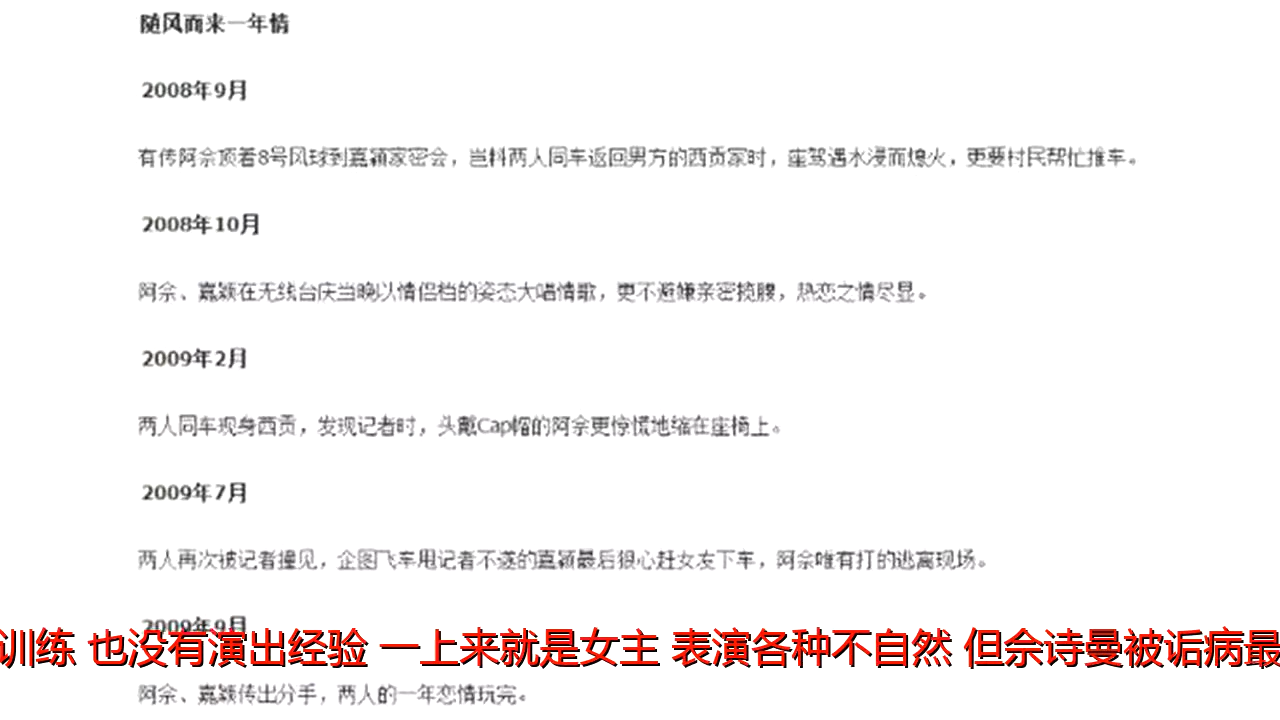 随风而来一年情
2008年9月
有传阿佘顶着8号风球到嘉颖家密会，岂料两人同车返回男方的西贡家时，座驾遇水浸而熄火，更要村民帮忙推车。
2008年10月
阿佘、嘉颖在无线台庆当晚以情侣档的姿态大唱情歌，更不避嫌亲密揽腰，热恋之情尽显。
2009年2月
两人同车现身西贡，发现记者时，头戴Cap帽的阿佘更惊慌地缩在座椅上。
2009年7月
两人再次被记者撞见，企图飞车甩记者不遂的嘉颖最后狠心赶女友下车，阿佘唯有打的逃离现场。
2009年9月
训练 也没有演出经验 一上来就是女主 表演各种不自然 但佘诗曼被诟病最
阿佘、嘉颖传出分手，两人的一年恋情玩完。